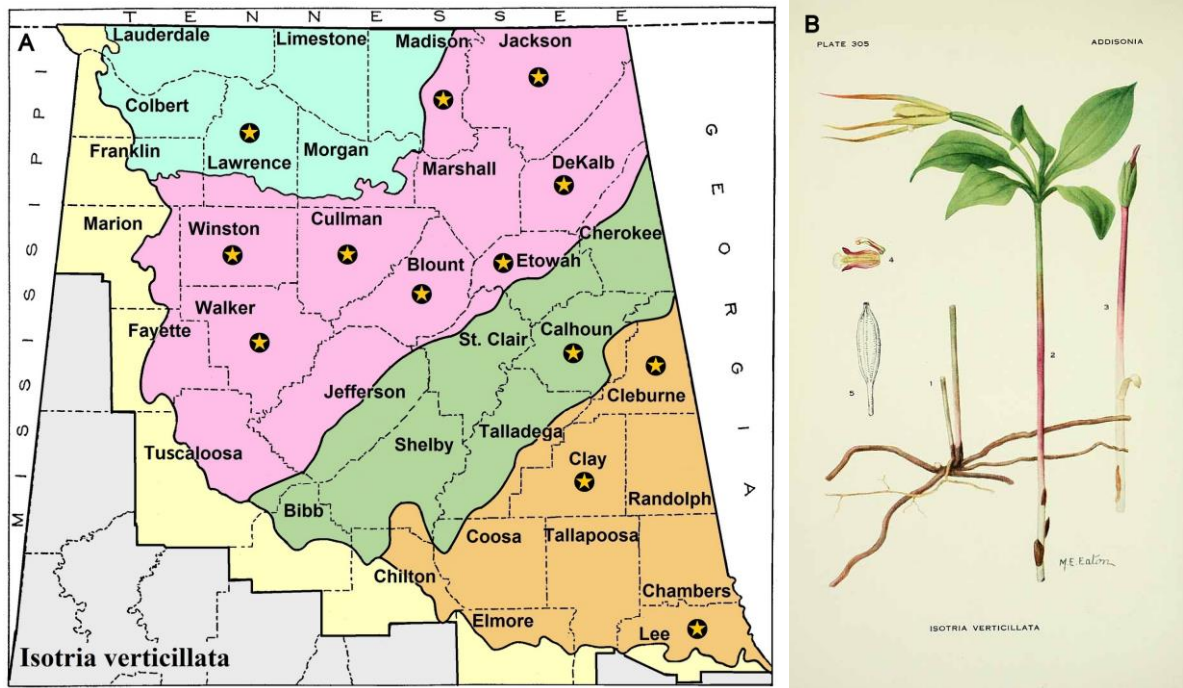 A
T E N N E S S E E
Lauderdale
Limestone
Madison
Jackson
Colbert
Franklin
Lawrence
Morgan
Marshall
DeKalb
Marion
Winston
Cullman
Blount
Etowah
Cherokee
Walker
Fayette
St. Clair
Calhoun
Jefferson
Cleburne
Tuscaloosa
Shelby
Talladega
Clay
Randolph
Bibb
Coosa
Tallapoosa
Chilton
Chambers
Elmore
Lee
MISSISSIPPI
GEORGIA
Isotria verticillata
B
PLATE 305
ADDISONIA
4
3
5
1
2
M.E. Eaton
ISOTRIA VERTICILLATA